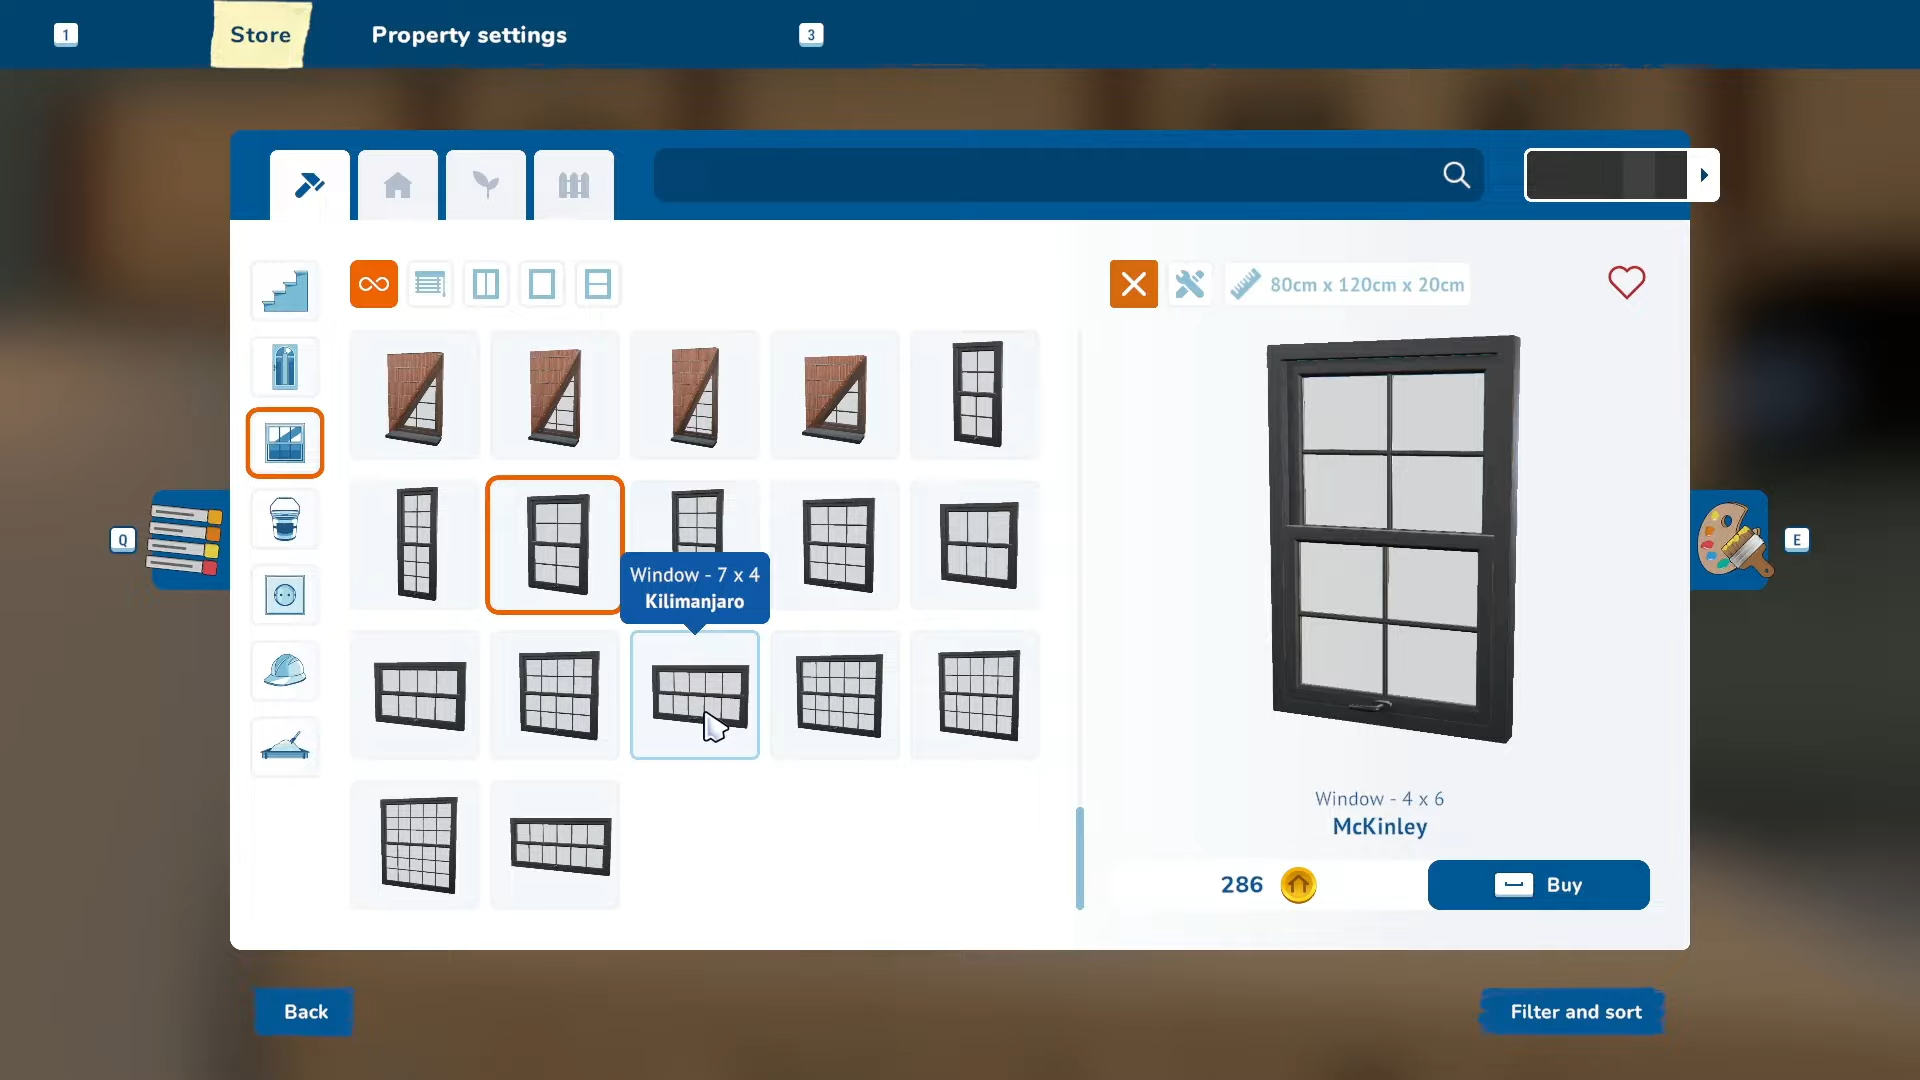 1
Store
Property settings
3
80cm x 120cm x 20cm
Q
E
Window - 7 x 4
Kilimanjaro
Window - 4 x 6
McKinley
286
Buy
Back
Filter and sort